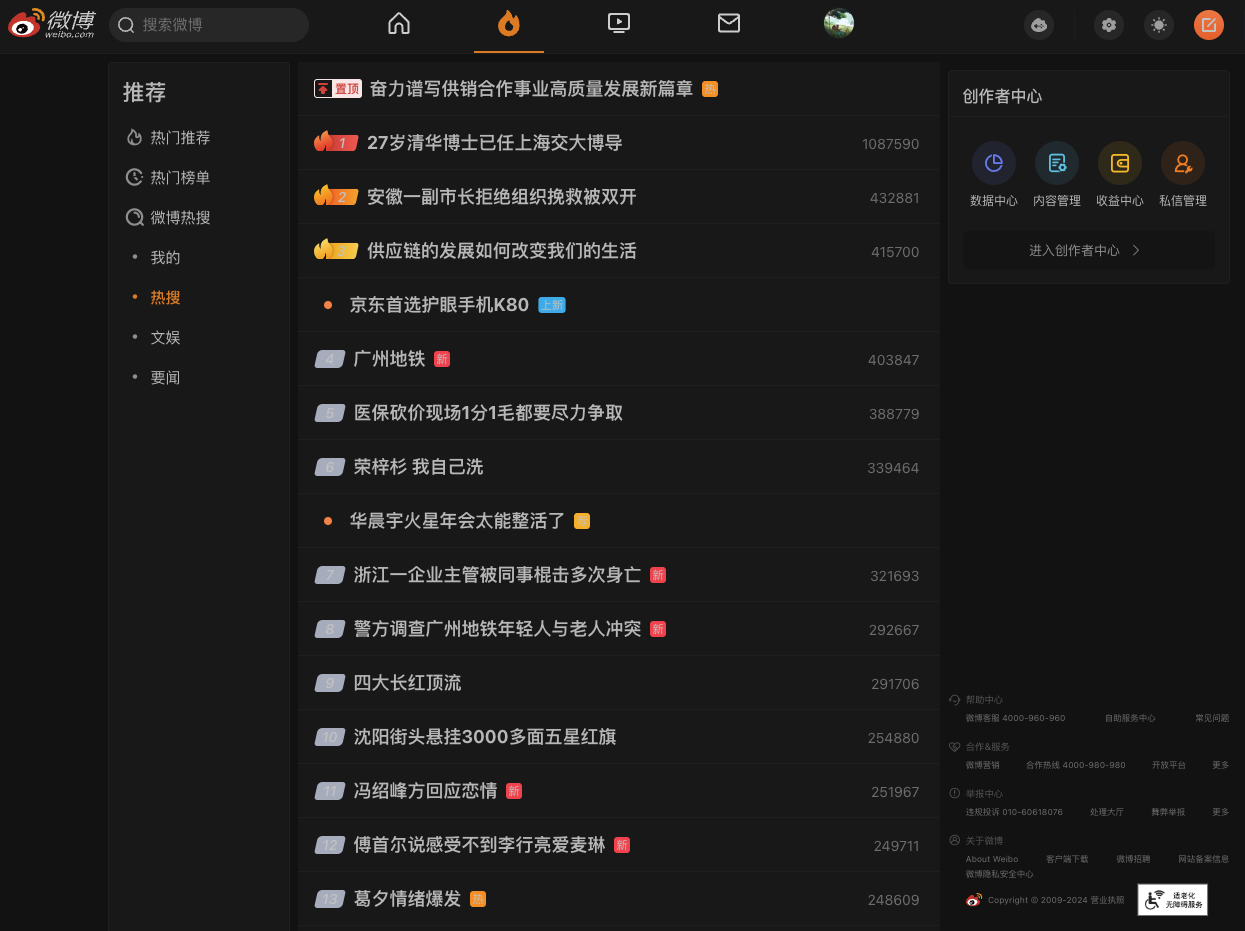 微博
weibo.com
搜索微博
推荐
热门推荐
热门榜单
微博热搜
我的
热搜
文娱
要闻
置顶 奋力谱写供销合作事业高质量发展新篇章 热
1 27岁清华博士已任上海交大博导 1087590
2 安徽一副市长拒绝组织挽救被双开 432881
3 供应链的发展如何改变我们的生活 415700
京东首选护眼手机K80 上新
4 广州地铁 新 403847
5 医保砍价现场1分1毛都要尽力争取 388779
6 荣梓杉 我自己洗 339464
华晨宇火星年会太能整活了
7 浙江一企业主管被同事棍击多次身亡 新 321693
8 警方调查广州地铁年轻人与老人冲突 新 292667
9 四大长红顶流 291706
10 沈阳街头悬挂3000多面五星红旗 254880
11 冯绍峰方回应恋情 新 251967
12 傅首尔说感受不到李行亮爱麦琳 新 249711
13 葛夕情绪爆发 热 248609
创作者中心
数据中心 内容管理 收益中心 私信管理
进入创作者中心
帮助中心
微博客服 4000-960-960 自助服务中心 常见问题
合作&服务
微博营销 合作热线 4000-980-980 开放平台 更多
举报中心
违规投诉 010-60618076 处理大厅 舞弊举报 更多
关于微博
About Weibo 客户端下载 微博招聘 网站备案信息
微博隐私安全中心
Copyright © 2009-2024 营业执照
适老化
无障碍服务